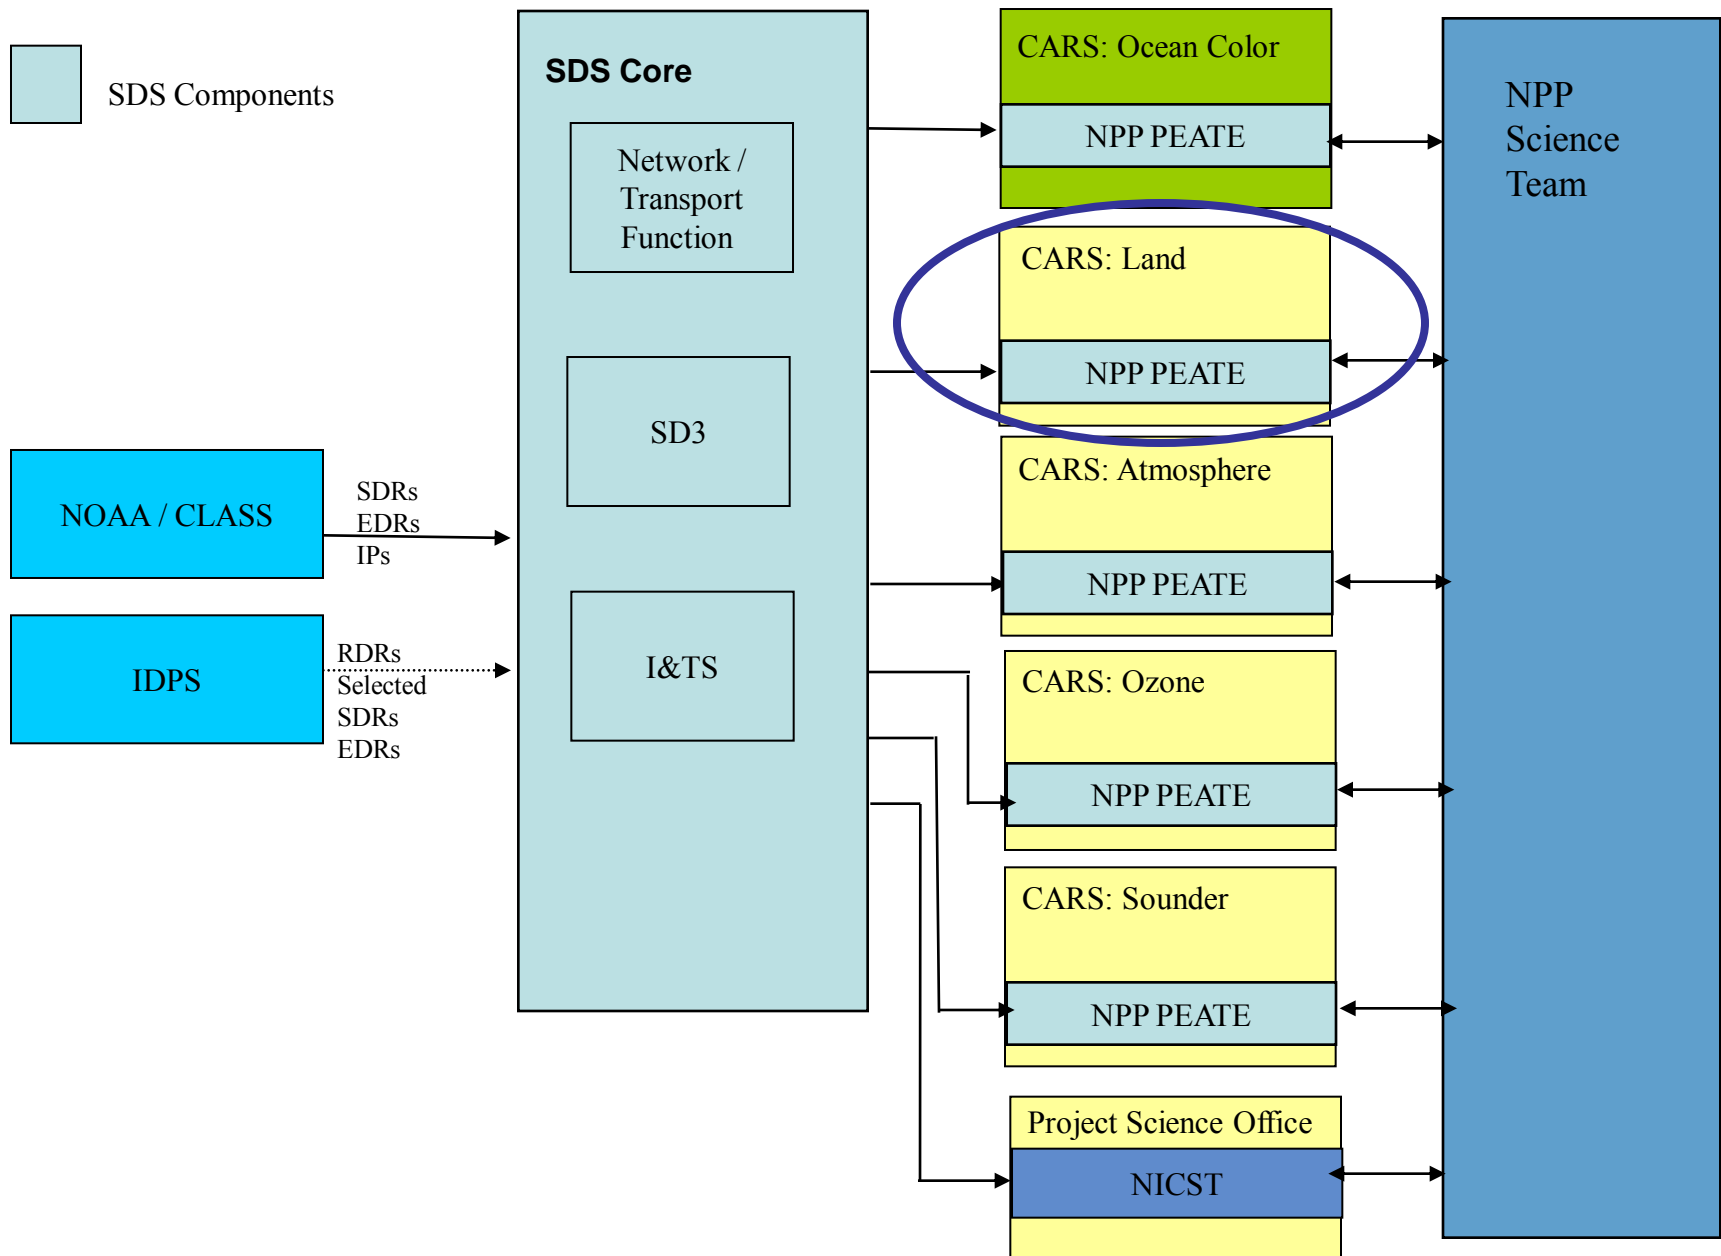 SDS Components
SDS Core
Network /
Transport
Function
SD3
I&TS
NOAA / CLASS
SDRs
EDRs
IPs
IDPS
RDRs
Selected
SDRs
EDRs
CARS: Ocean Color
NPP PEATE
CARS: Land
NPP PEATE
CARS: Atmosphere
NPP PEATE
CARS: Ozone
NPP PEATE
CARS: Sounder
NPP PEATE
Project Science Office
NICST
NPP
Science
Team